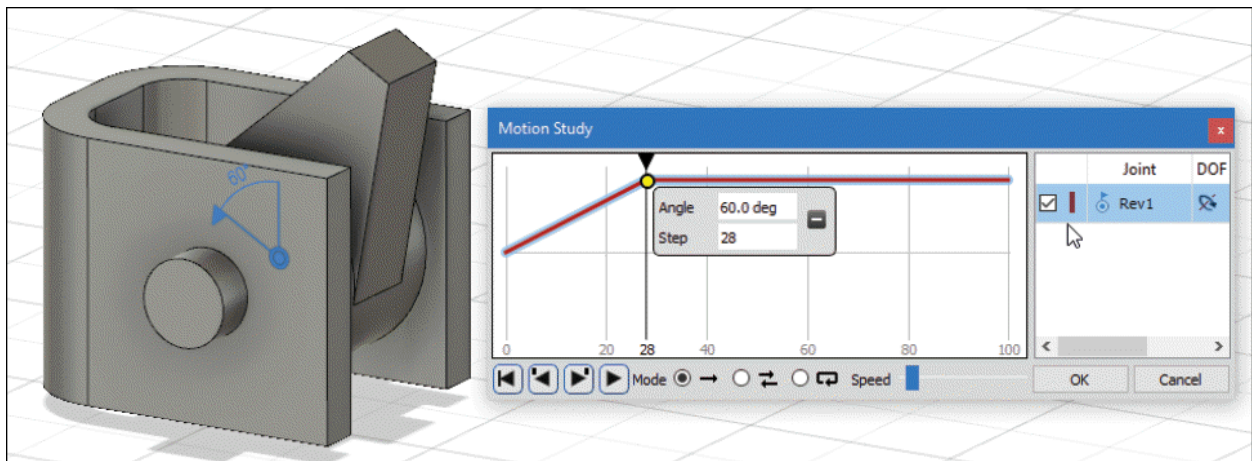 60°
Motion Study
x
Joint DOF
Angle 60.0 deg
Rev1
Step 28
0 20 28 40 60 80 100
Mode Speed
OK Cancel